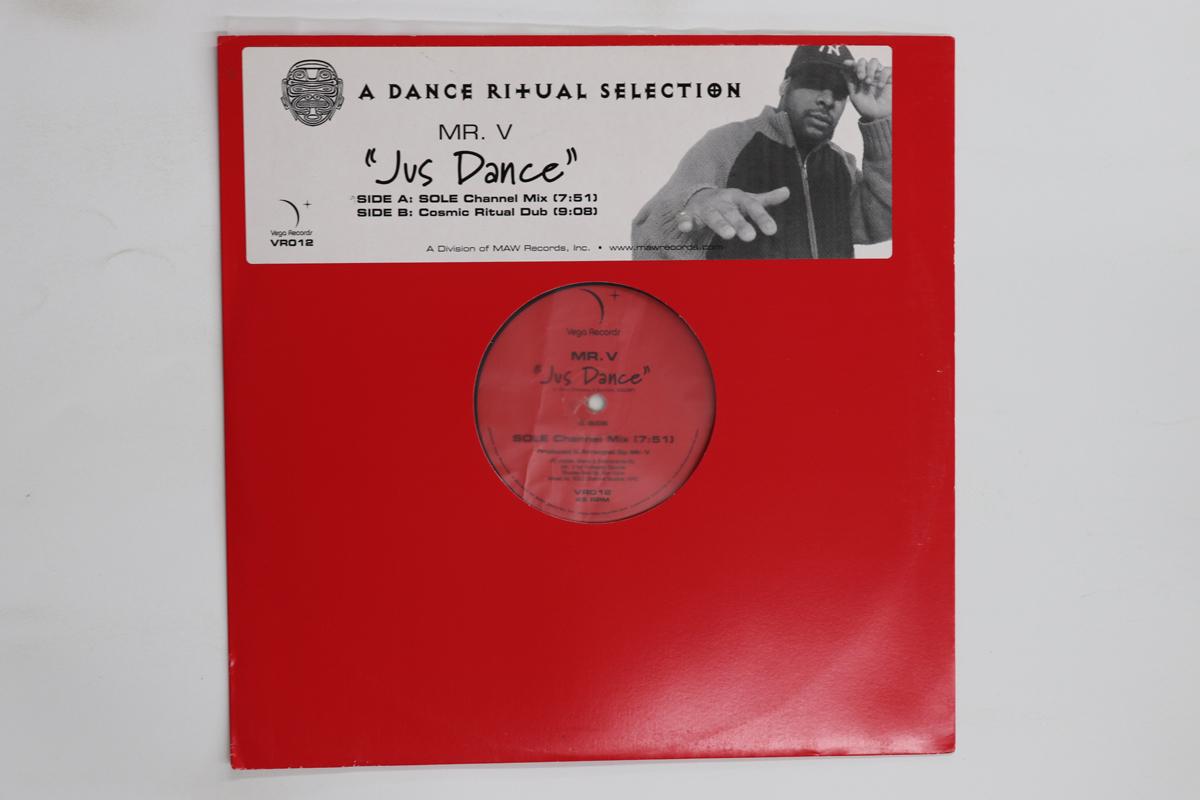 A DANCE RITUAL SELECTION
MR. V
"Jus Dance"
SIDE A: SOLE Channel Mix (7:51)
SIDE B: Cosmic Ritual Dub (9:08)
Vega Records
VR012
A Division of MAW Records, Inc. • www.mawrecords.com
Vega Records
MR. V
"Jus Dance"
SOLE Channel Mix (7:51)
Produced & Arranged By Mr. V
VR012
RPM